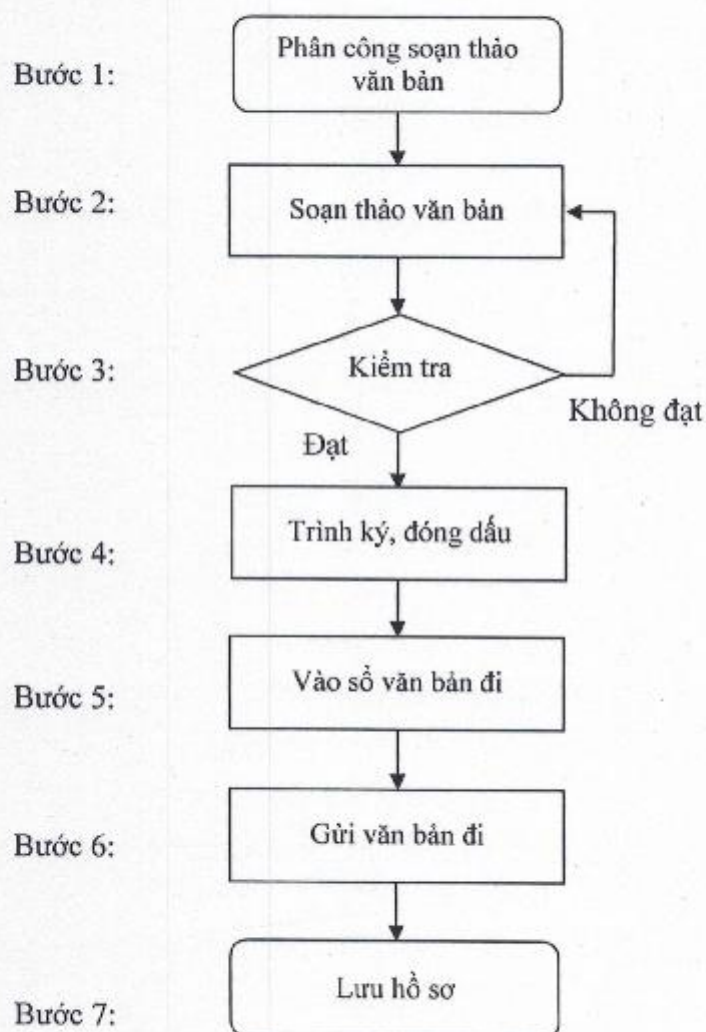 Bước 1:
Phân công soạn thảo
văn bản
Bước 2:
Soạn thảo văn bản
Bước 3:
Kiểm tra
Không đạt
Đạt
Bước 4:
Trình ký, đóng dấu
Bước 5:
Vào sổ văn bản đi
Bước 6:
Gửi văn bản đi
Bước 7:
Lưu hồ sơ